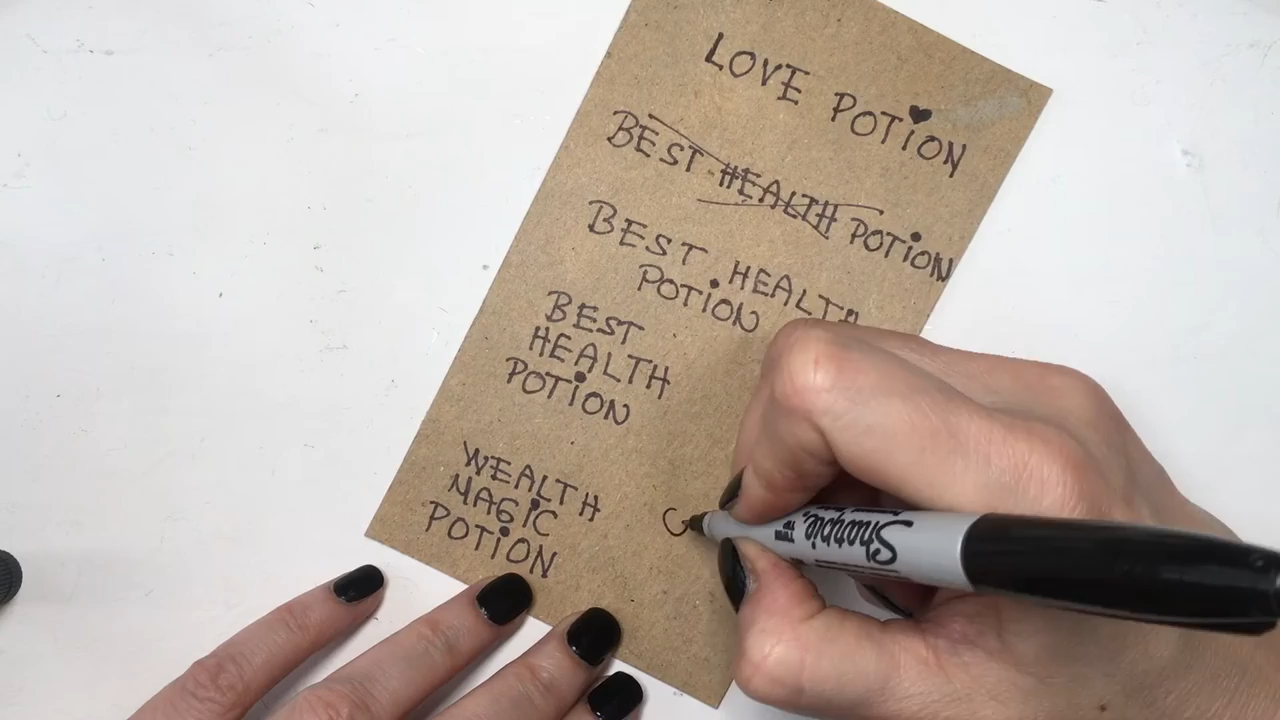 LOVE POTiON
BEST HEALTH POTiON
BEST HEALTH
POTiON
BEST
HEALTH
POTiON
WEALTH
MAGiC
POTiON
G
Sharpie